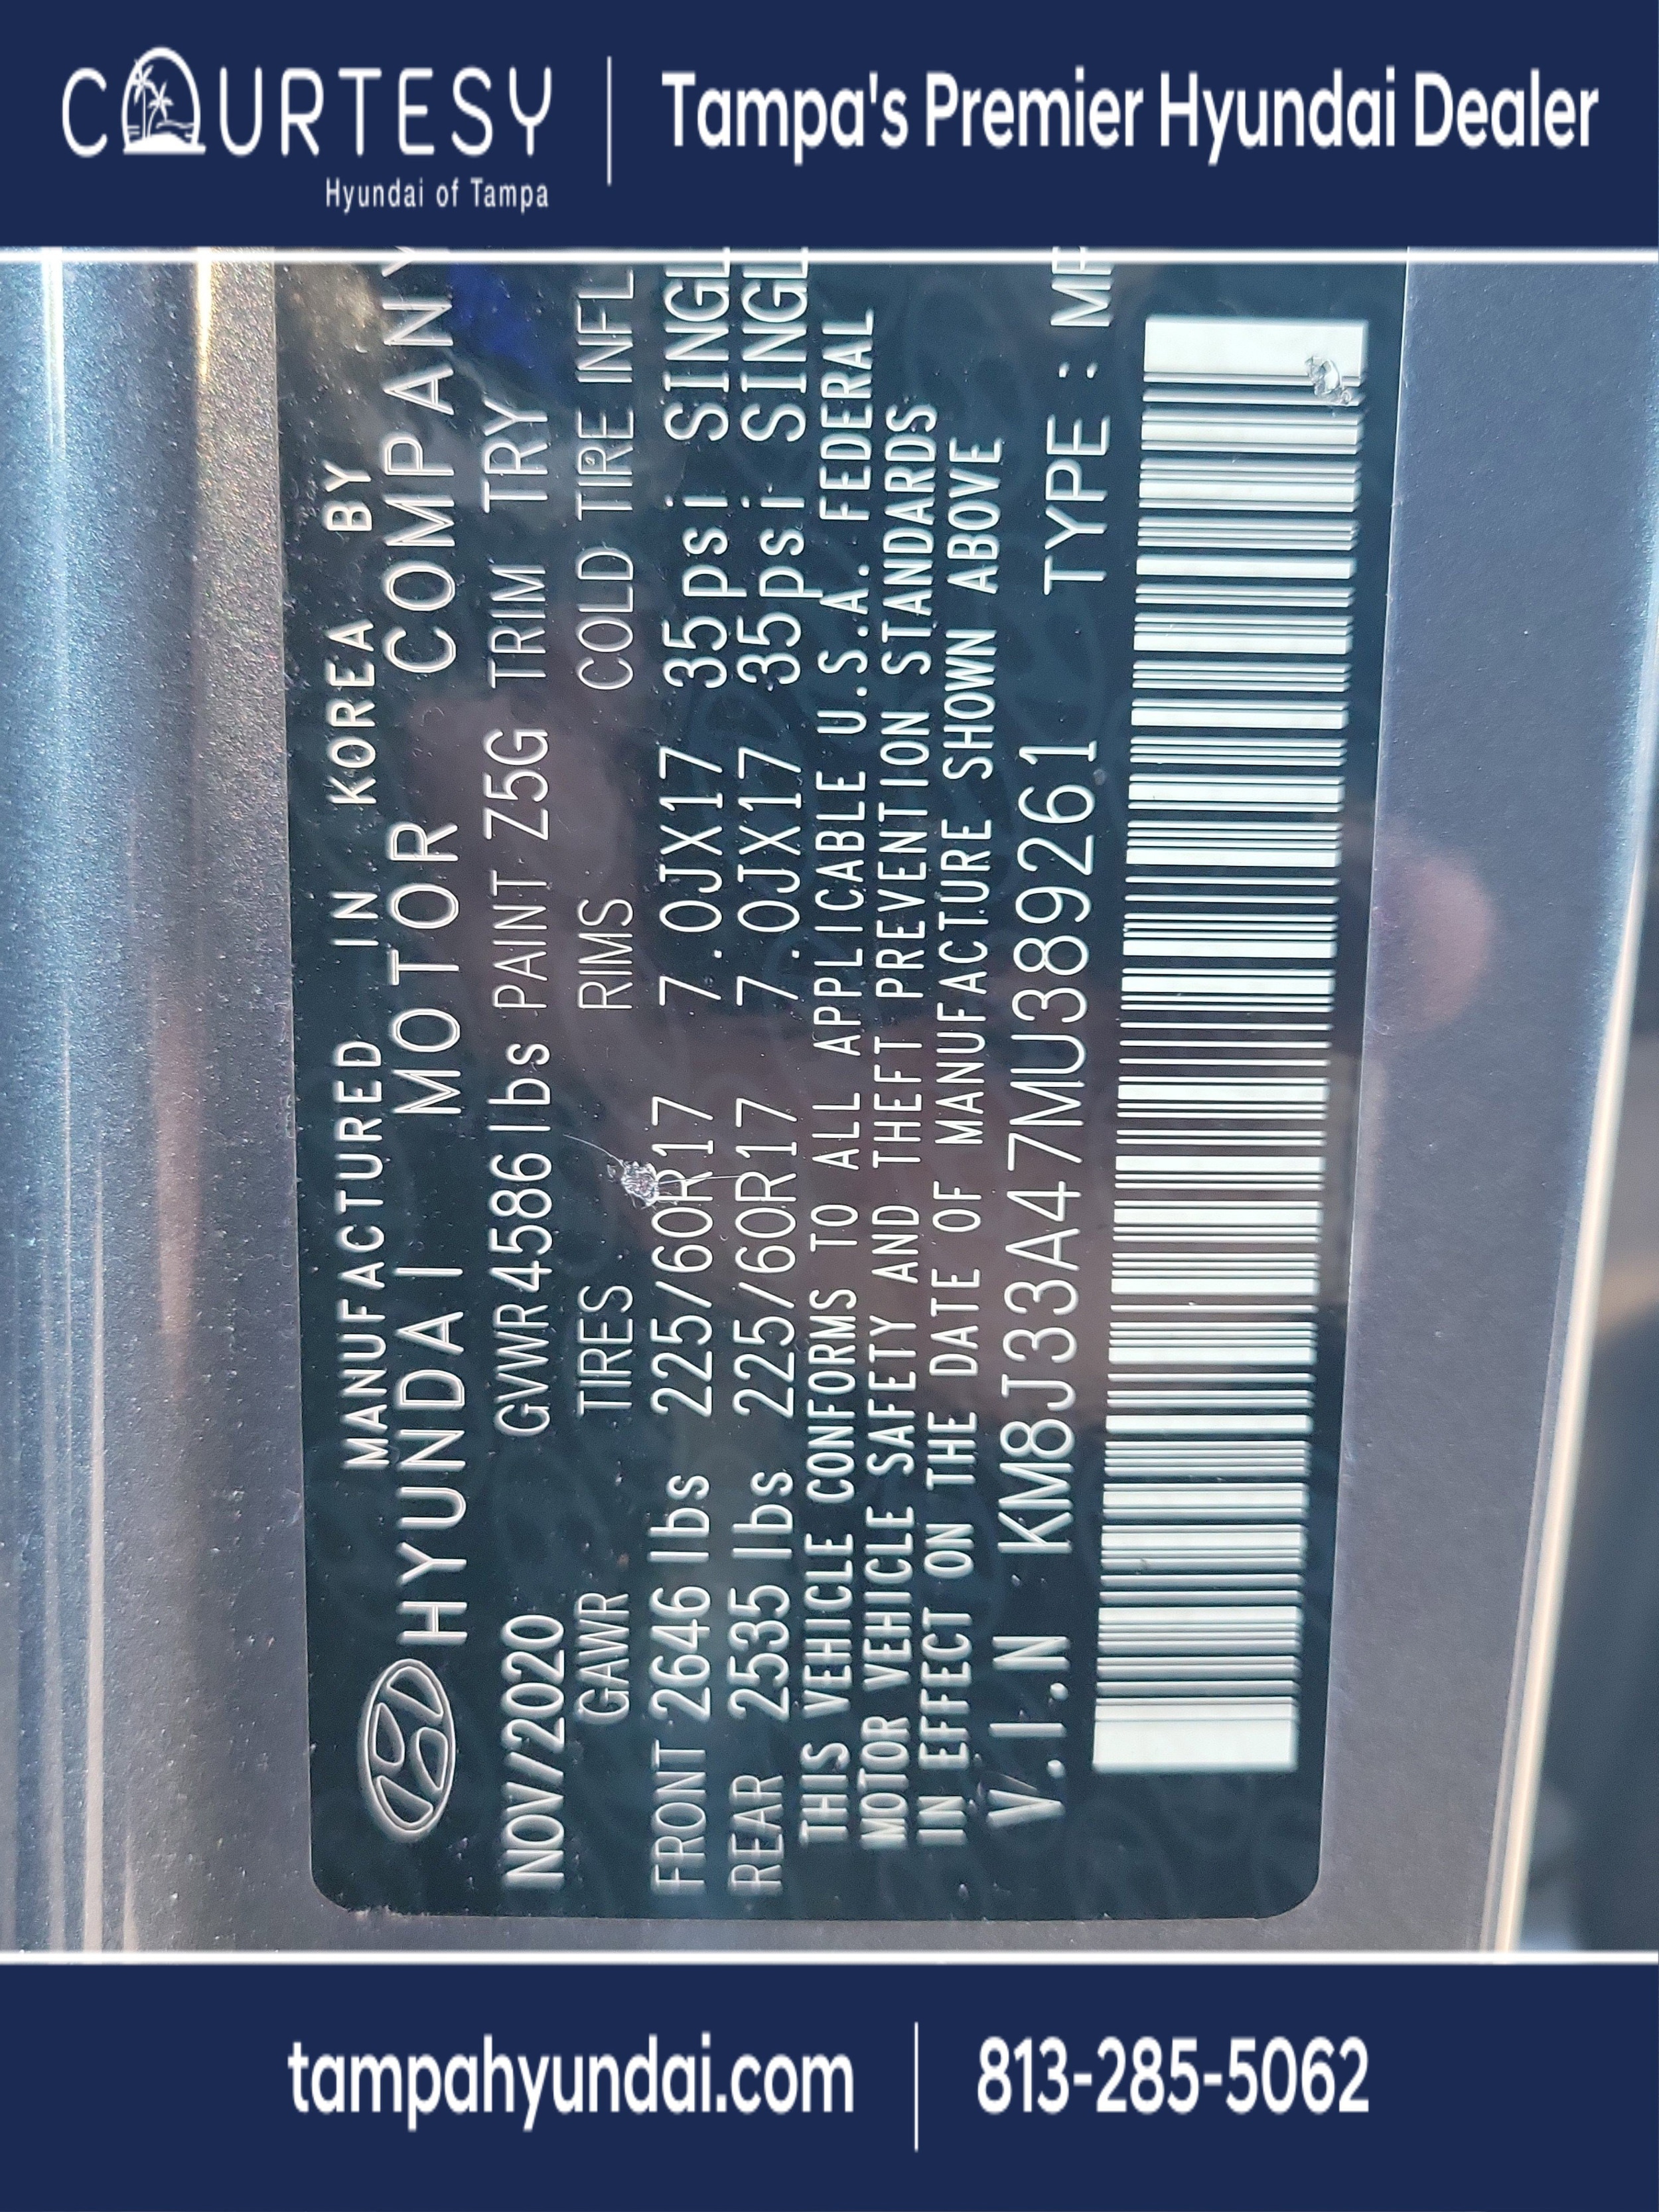 COURTESY
Hyundai of Tampa
Tampa's Premier Hyundai Dealer
MANUFACTURED IN KOREA BY
HYUNDAI MOTOR COMPANY
NOV/2020 GVWR 4586 lbs PAINT Z5G TRIM TRY
GAWR TIRES RIMS COLD TIRE INFL
FRONT 2646 lbs 225/60R17 7.0JX17 35psi SINGL
REAR 2535 lbs 225/60R17 7.0JX17 35psi SINGL
THIS VEHICLE CONFORMS TO ALL APPLICABLE U.S.A. FEDERAL
MOTOR VEHICLE SAFETY AND THEFT PREVENTION STANDARDS
IN EFFECT ON THE DATE OF MANUFACTURE SHOWN ABOVE
V.I.N : KM8J33A47MU389261 TYPE :
tampahyundai.com
813-285-5062